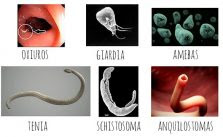 OXIUROS GIARDIA AMEBAS
TENIA SCHISTOSOMA ANQUILOSTOMAS